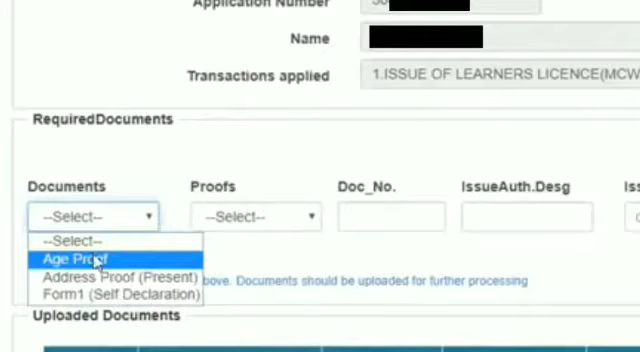 Application Number
Name
Transactions applied 1.ISSUE OF LEARNERS LICENCE(MCW
RequiredDocuments
Documents Proofs Doc_No. IssueAuth.Desg
--Select-- --Select--
--Select--
Age Proof
Address Proof (Present)
Form1 (Self Declaration)
bove. Documents should be uploaded for further processing
Uploaded Documents